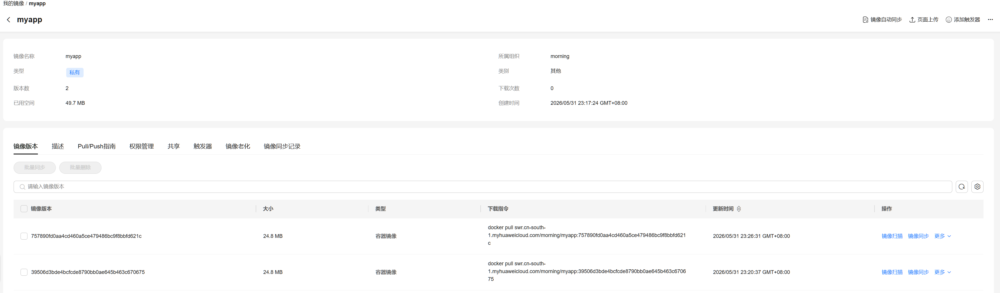 我的镜像 / myapp
myapp
镜像自动同步 页面上传 添加触发器
镜像名称 myapp 所属组织 morning
类型 私有 类别 其他
版本数 2 下载次数 0
已用空间 49.7 MB 创建时间 2026/05/31 23:17:24 GMT+08:00
镜像版本 描述 Pull/Push指南 权限管理 共享 触发器 镜像老化 镜像同步记录
批量同步 批量删除
请输入镜像版本
镜像版本 大小 类型 下载指令 更新时间 操作
docker pull swr.cn-south-
757890fd0aa4cd460a5ce479486bc9f8bbfd621c 24.8 MB 容器镜像 1.myhuaweicloud.com/morning/myapp:757890fd0aa4cd460a5ce479486bc9f8bbfd621 2026/05/31 23:26:31 GMT+08:00 镜像扫描 镜像同步 更多
c
docker pull swr.cn-south-
39506d3bde4bcfcde8790bb0ae645b463c670675 24.8 MB 容器镜像 1.myhuaweicloud.com/morning/myapp:39506d3bde4bcfcde8790bb0ae645b463c6706 2026/05/31 23:20:37 GMT+08:00 镜像扫描 镜像同步 更多
75